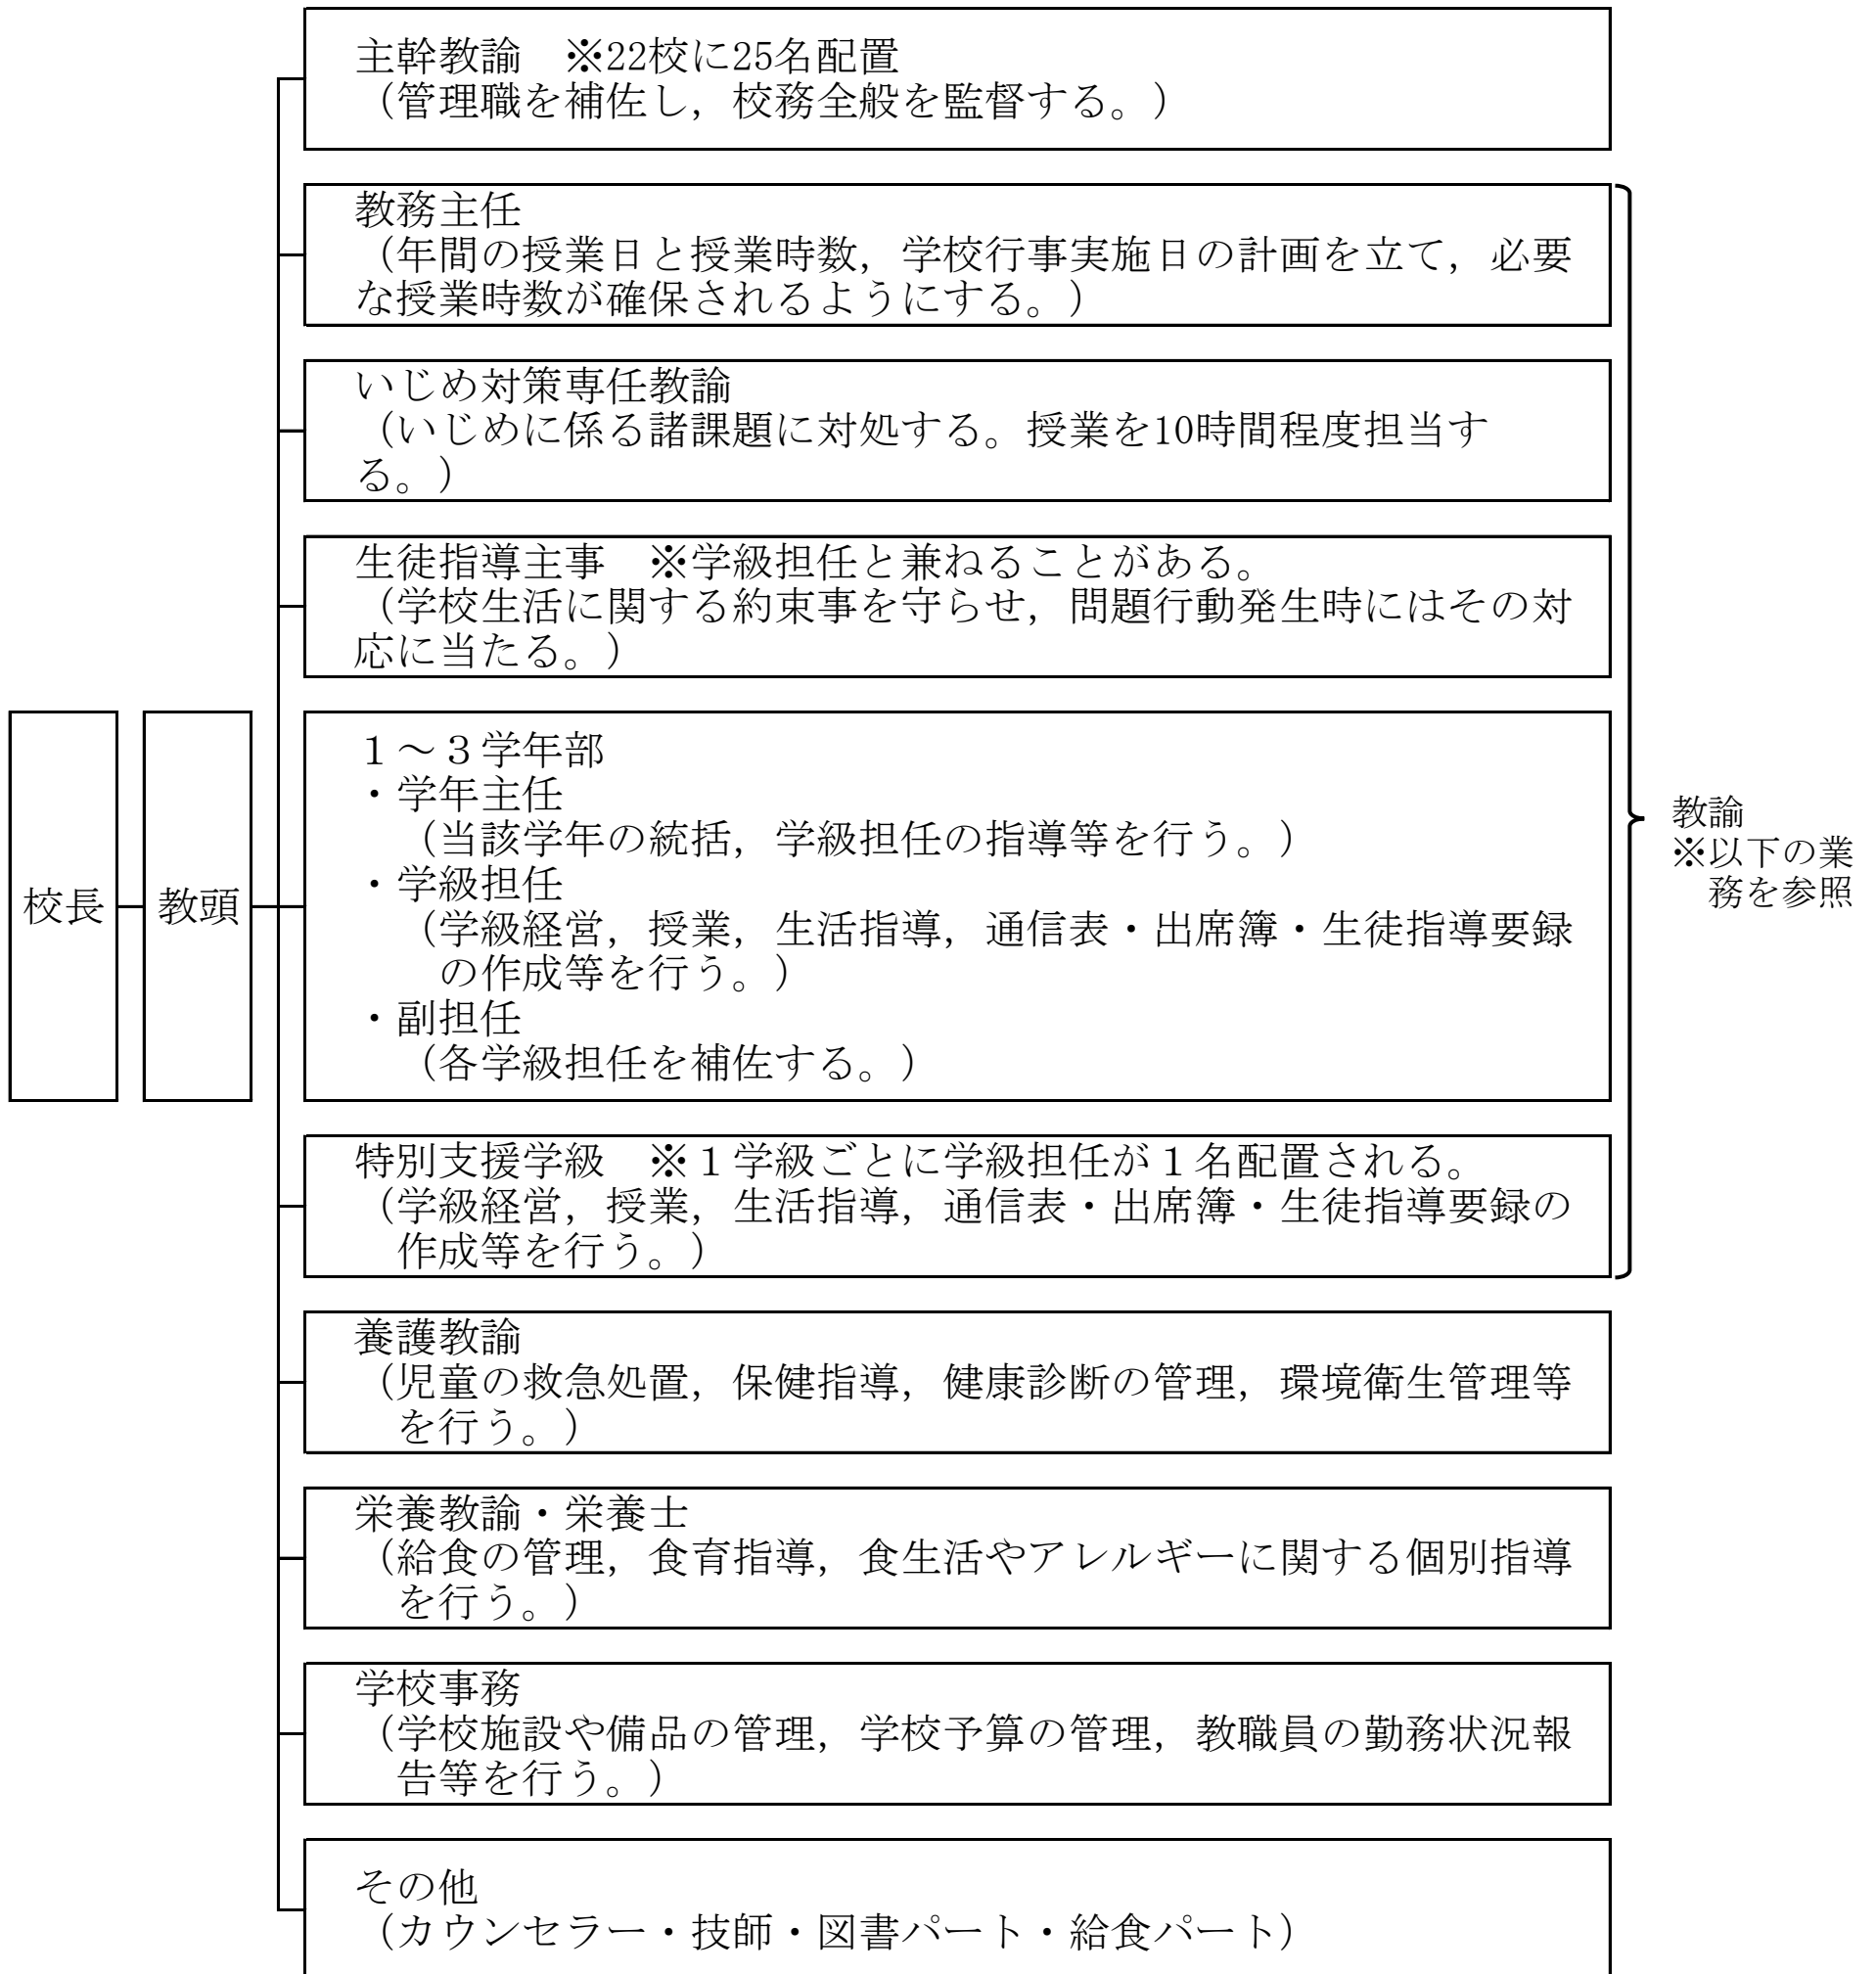 主幹教諭　※22校に25名配置
（管理職を補佐し，校務全般を監督する。）
教務主任
（年間の授業日と授業時数，学校行事実施日の計画を立て，必要
な授業時数が確保されるようにする。）
いじめ対策専任教諭
（いじめに係る諸課題に対処する。授業を10時間程度担当す
る。）
生徒指導主事　※学級担任と兼ねることがある。
（学校生活に関する約束事を守らせ，問題行動発生時にはその対
応に当たる。）
校長
教頭
１～３学年部
・学年主任
（当該学年の統括，学級担任の指導等を行う。）
・学級担任
（学級経営，授業，生活指導，通信表・出席簿・生徒指導要録
の作成等を行う。）
・副担任
（各学級担任を補佐する。）
教諭
※以下の業
務を参照
特別支援学級　※１学級ごとに学級担任が１名配置される。
（学級経営，授業，生活指導，通信表・出席簿・生徒指導要録の
作成等を行う。）
養護教諭
（児童の救急処置，保健指導，健康診断の管理，環境衛生管理等
を行う。）
栄養教諭・栄養士
（給食の管理，食育指導，食生活やアレルギーに関する個別指導
を行う。）
学校事務
（学校施設や備品の管理，学校予算の管理，教職員の勤務状況報
告等を行う。）
その他
（カウンセラー・技師・図書パート・給食パート）